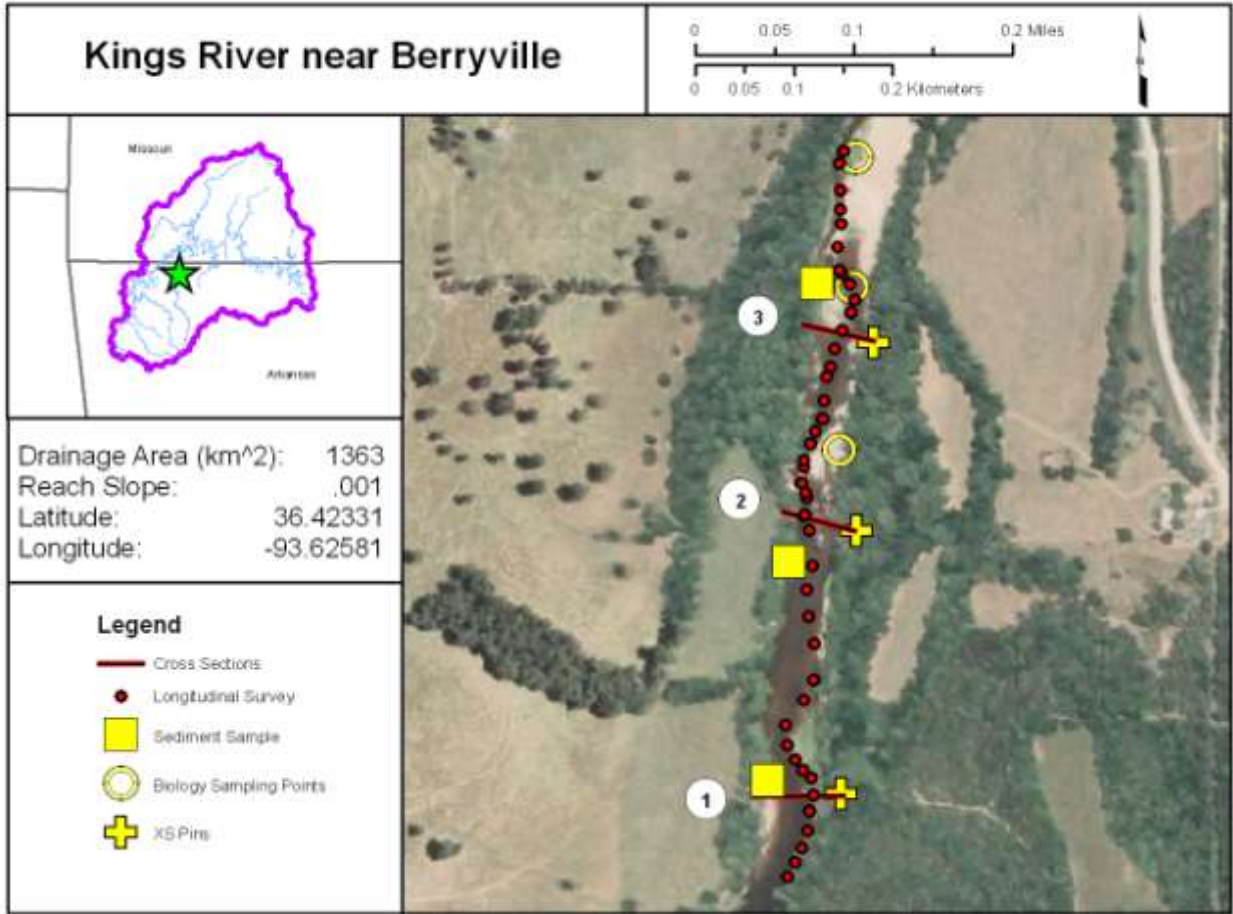 Kings River near Berryville
0 0.05 0.1 0.2 Miles
0 0.05 0.1 0.2 Kilometers
N
Missouri
Arkansas
Drainage Area (km^2): 1363
Reach Slope: .001
Latitude: 36.42331
Longitude: -93.62581
Legend
Cross Sections
Longitudinal Survey
Sediment Sample
Biology Sampling Points
XS Pins
3
2
1